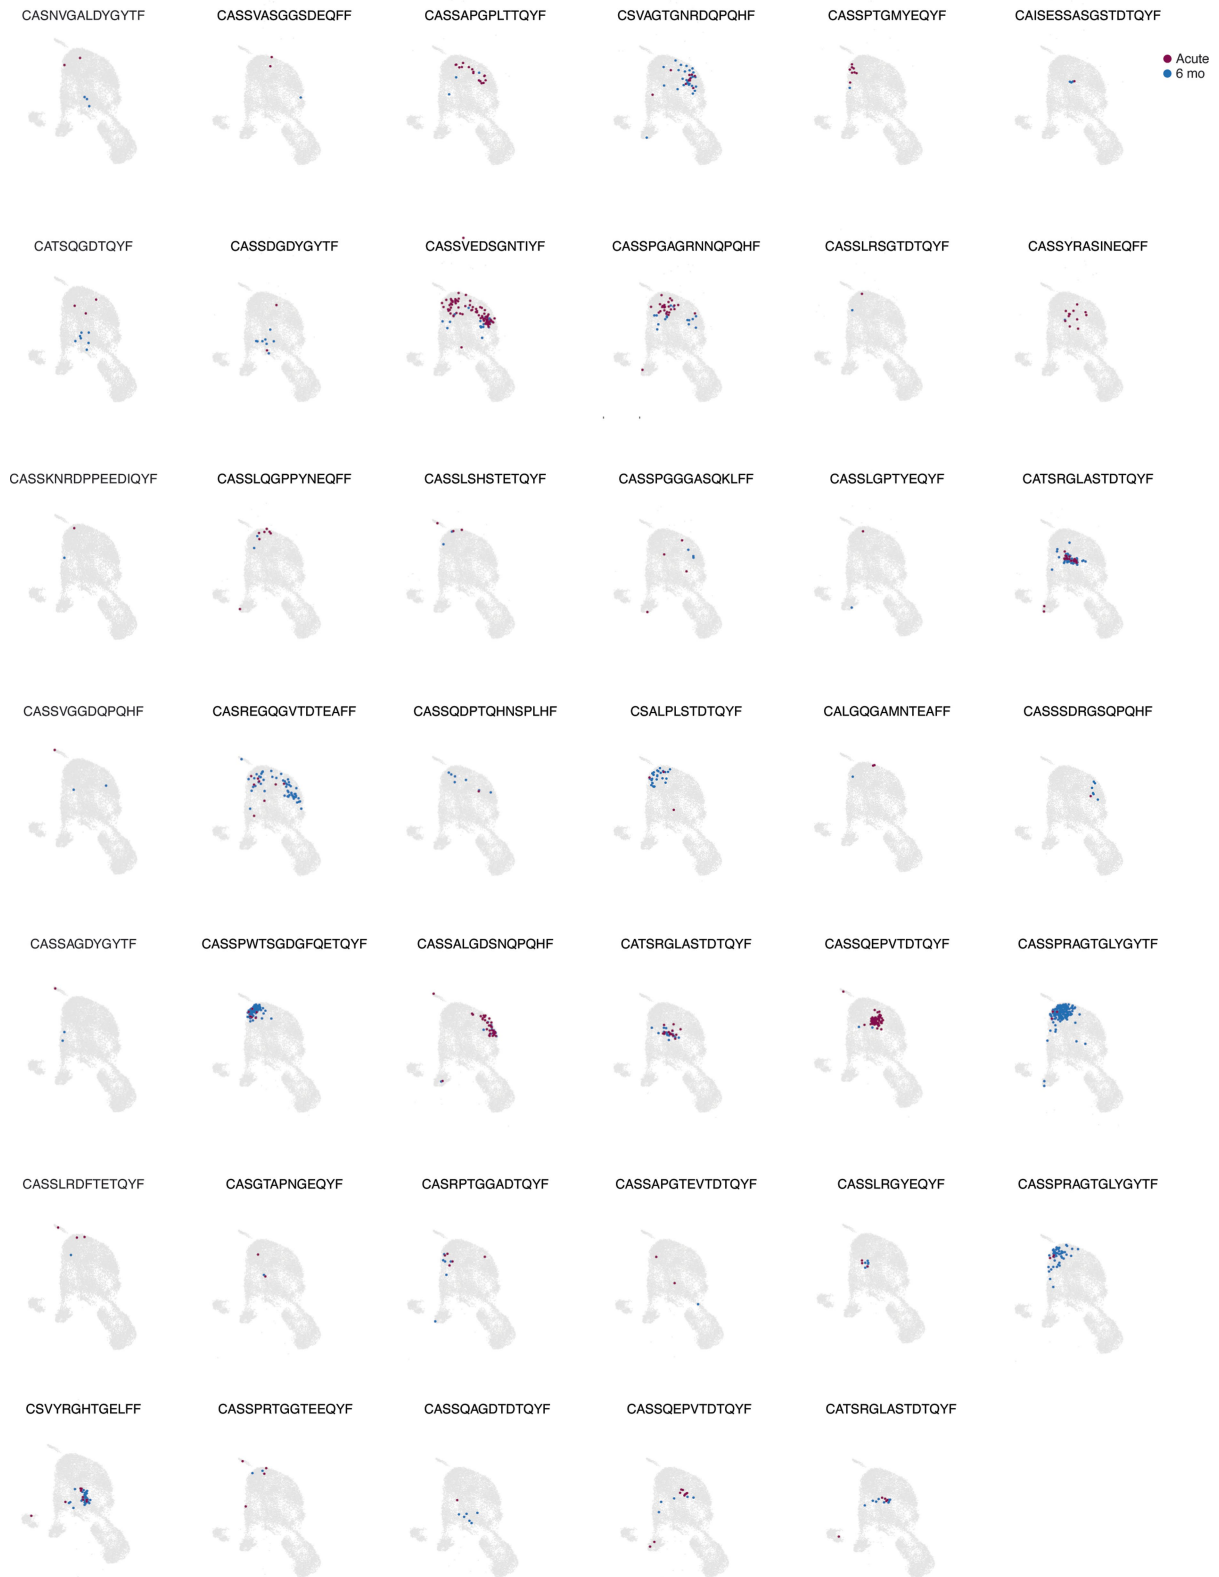 CASNVGALDYGYTF
CASSVASGGSDEQFF
CASSAPGPLTTQYF
CSVAGTGNRDQPQHF
CASSPTGMYEQYF
CAISESSASGSTDTQYF
Acute
6 mo
CATSQGDTQYF
CASSDGDYGYTF
CASSVEDSGNTIYF
CASSPGAGRNNQPQHF
CASSLRSGTDTQYF
CASSYRASINEQFF
CASSKNRDPPEEDIQYF
CASSLQGPPYNEQFF
CASSLSHSTETQYF
CASSPGGGASQKLFF
CASSLGPTYEQYF
CATSRGLASTDTQYF
CASSVGGDQPQHF
CASREGQGVTDTEAFF
CASSQDPTQHNSPLHF
CSALPLSTDTQYF
CALGQGAMNTEAFF
CASSSDRGSQPQHF
CASSAGDYGYTF
CASSPWTSGDGFQETQYF
CASSALGDSNQPQHF
CATSRGLASTDTQYF
CASSQEPVTDTQYF
CASSPRAGTGLYGYTF
CASSLRDFTETQYF
CASGTAPNGEQYF
CASRPTGGADTQYF
CASSAPGTEVTDTQYF
CASSLRGYEQYF
CASSPRAGTGLYGYTF
CSVYRGHTGELFF
CASSPRTGGTEEQYF
CASSQAGDTDTQYF
CASSQEPVTDTQYF
CATSRGLASTDTQYF